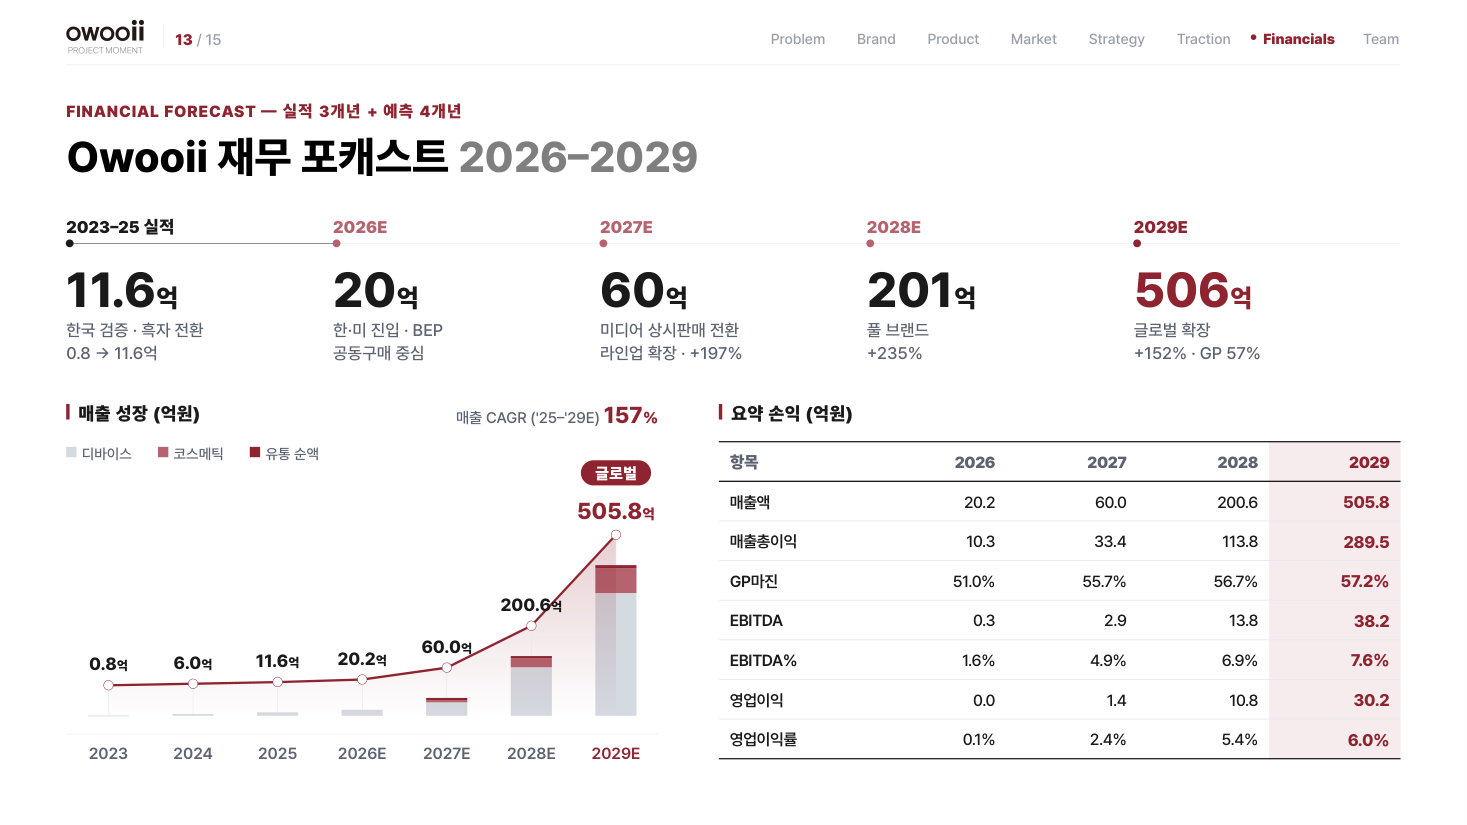 owooii
PROJECT MOMENT
13 / 15
Problem Brand Product Market Strategy Traction • Financials Team
FINANCIAL FORECAST — 실적 3개년 + 예측 4개년
Owooii 재무 포캐스트 2026–2029
2023–25 실적 2026E 2027E 2028E 2029E
11.6억 20억 60억 201억 506억
한국 검증 · 흑자 전환 한·미 진입 · BEP 미디어 상시판매 전환 풀 브랜드 글로벌 확장
0.8 → 11.6억 공동구매 중심 라인업 확장 · +197% +235% +152% · GP 57%
매출 성장 (억원)
매출 CAGR ('25–'29E) 157%
디바이스 코스메틱 유통 순액
글로벌
505.8억
200.6억
60.0억
20.2억
11.6억
6.0억
0.8억
2023 2024 2025 2026E 2027E 2028E 2029E
요약 손익 (억원)
항목 2026 2027 2028 2029
매출액 20.2 60.0 200.6 505.8
매출총이익 10.3 33.4 113.8 289.5
GP마진 51.0% 55.7% 56.7% 57.2%
EBITDA 0.3 2.9 13.8 38.2
EBITDA% 1.6% 4.9% 6.9% 7.6%
영업이익 0.0 1.4 10.8 30.2
영업이익률 0.1% 2.4% 5.4% 6.0%